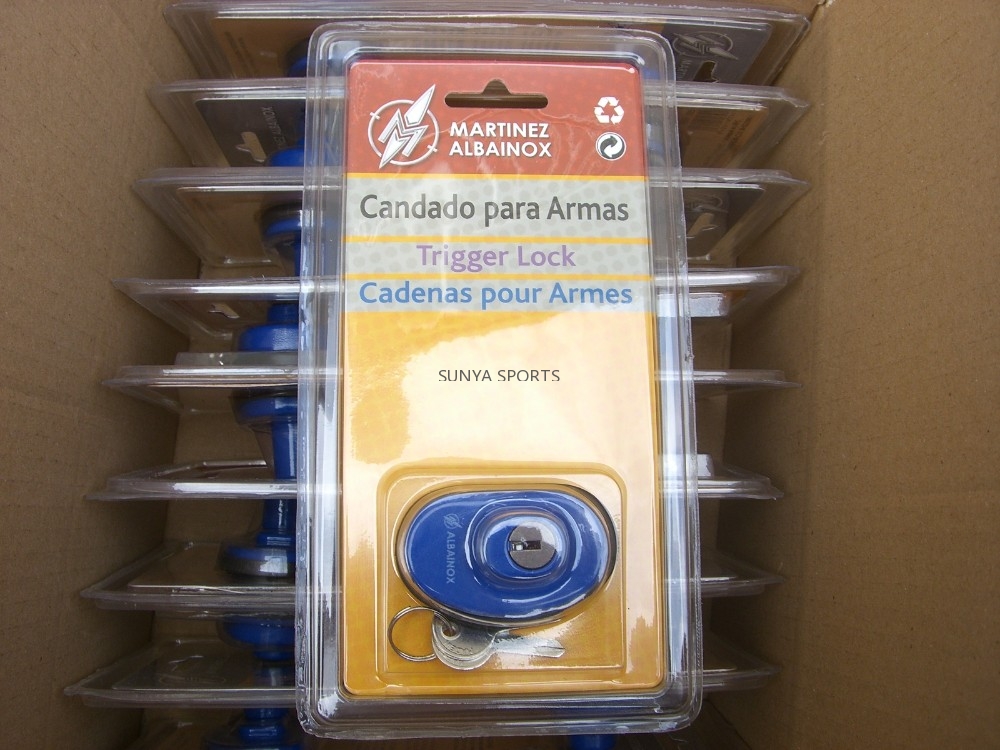 MARTINEZ
ALBAINOX
Candado para Armas
Trigger Lock
Cadenas pour Armes
SUNYA SPORTS
ALBAINOX